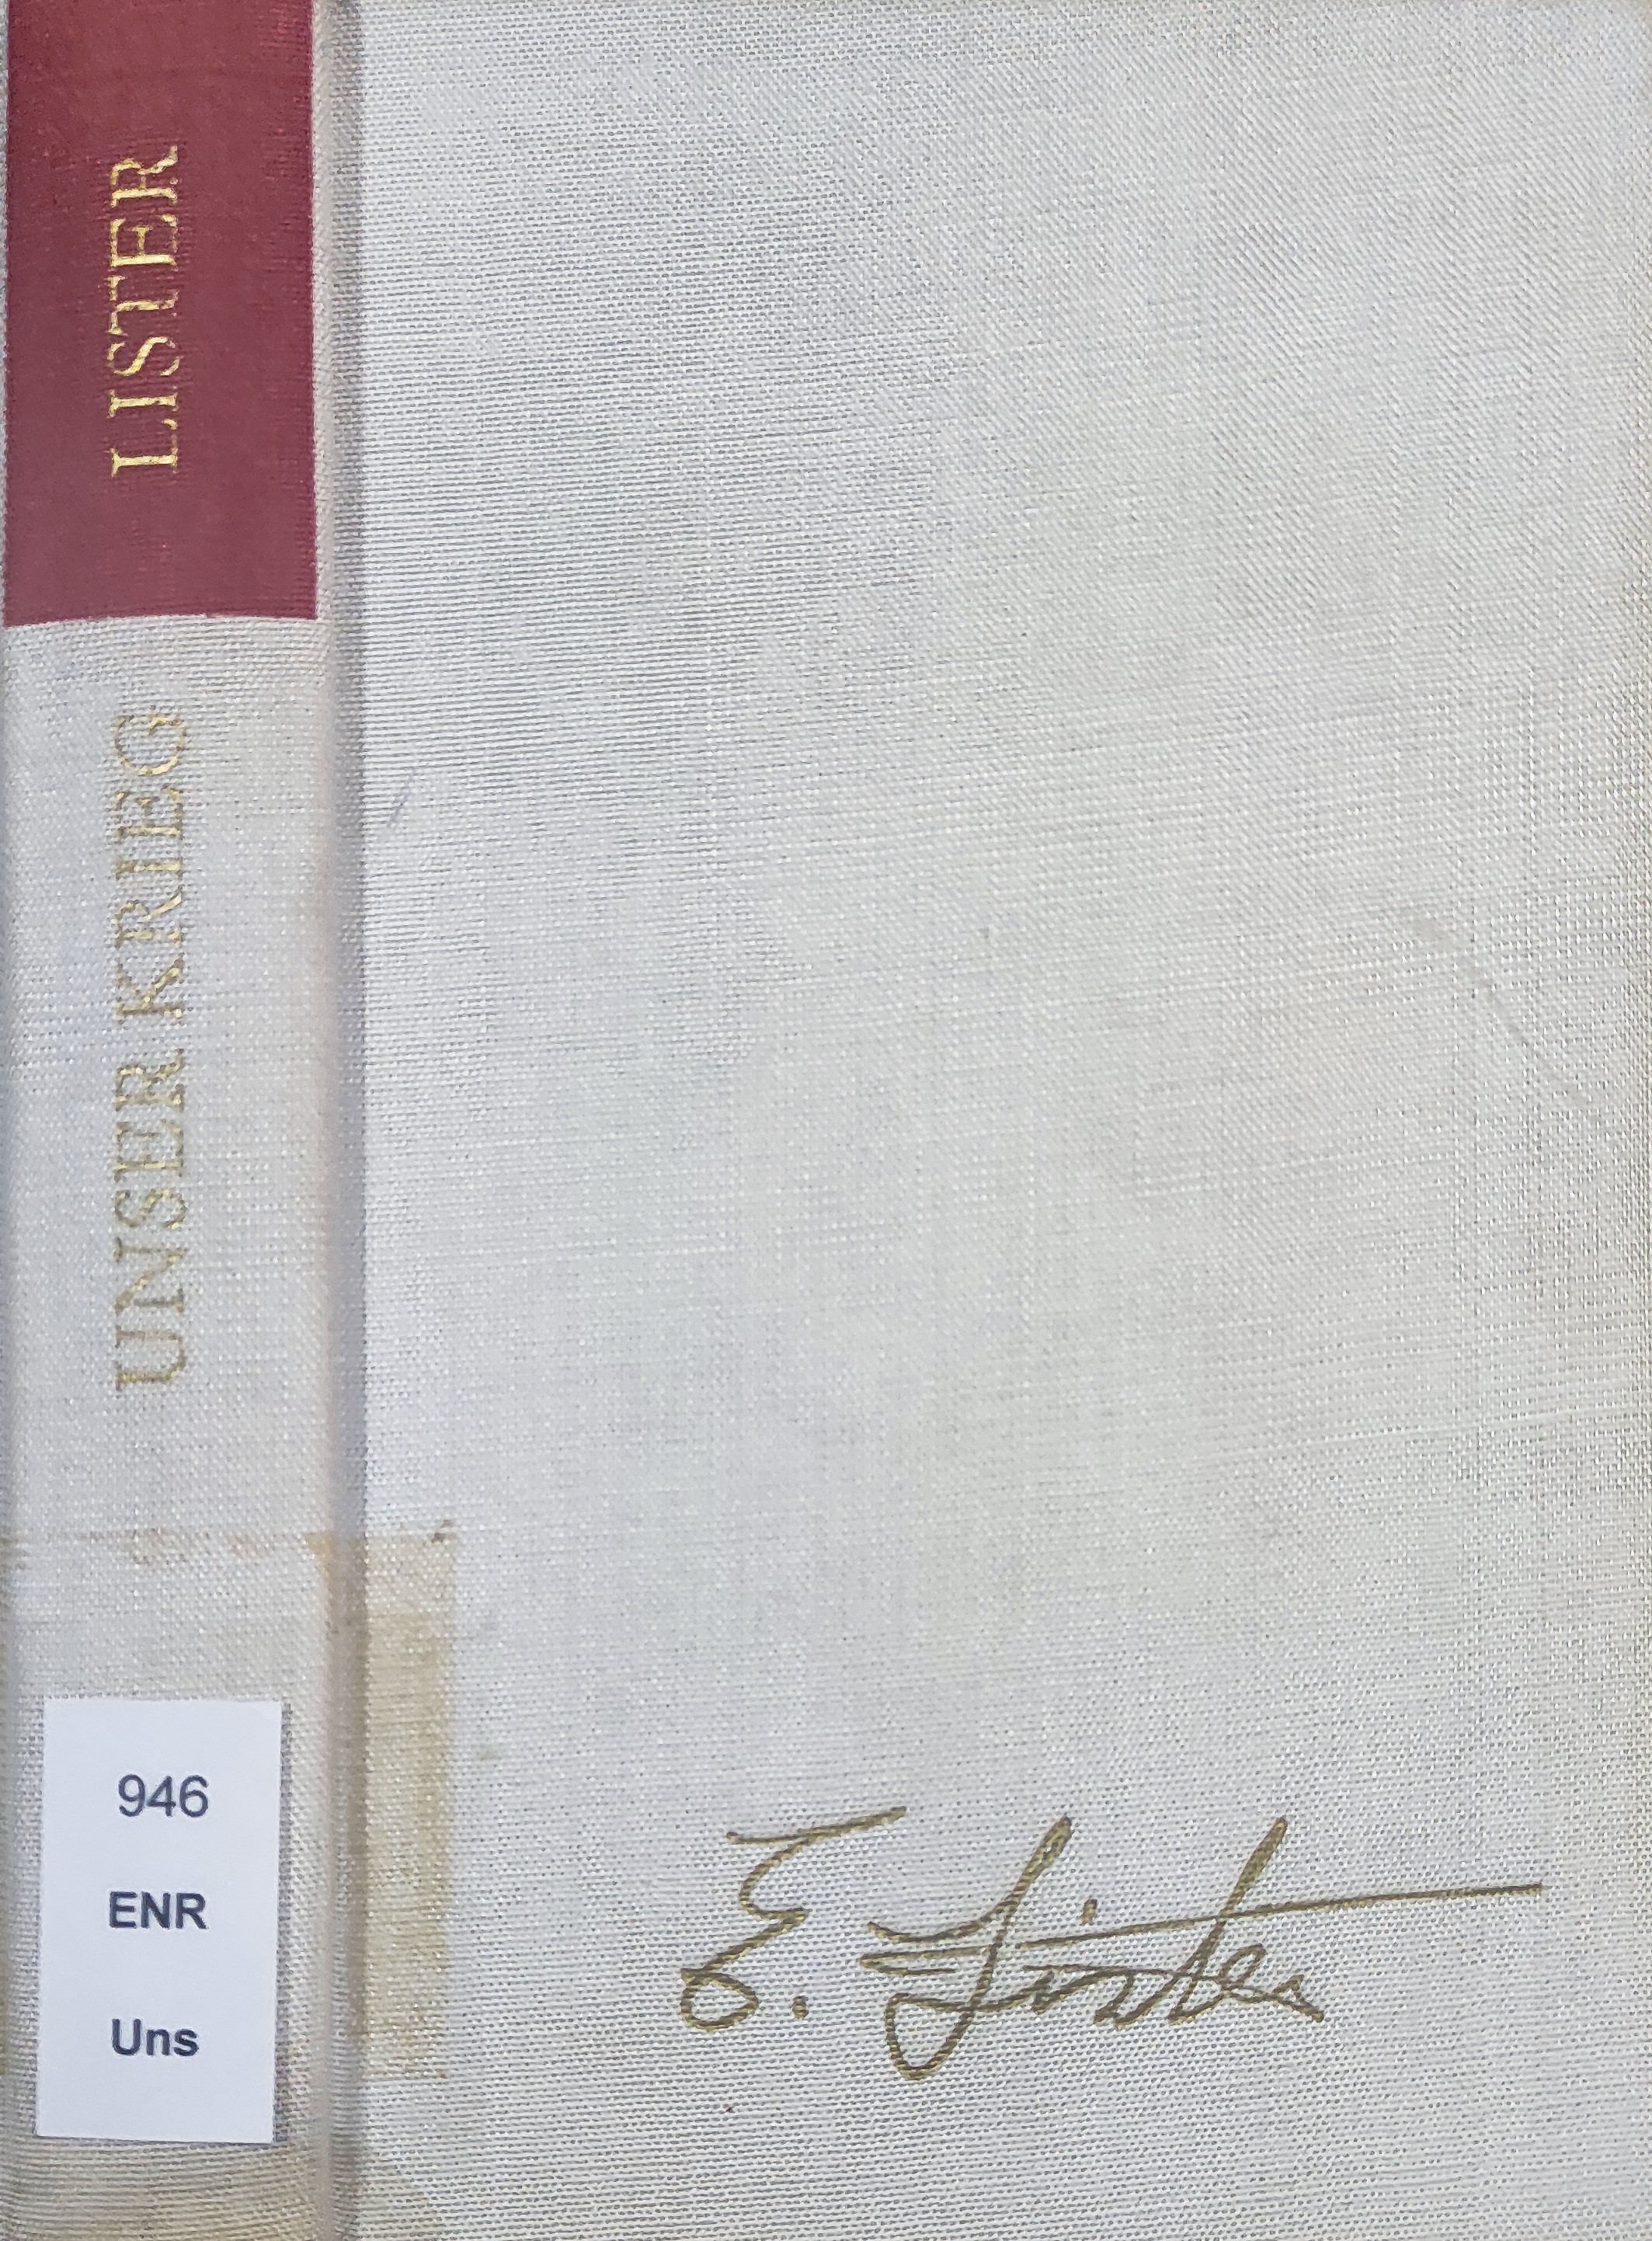 LISTER
UNSER KRIEG
946
ENR
Uns
E. Lister